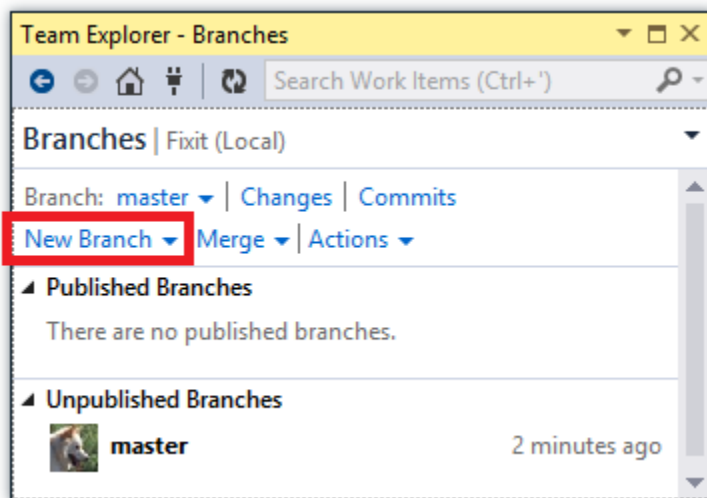 Team Explorer - Branches
Search Work Items (Ctrl+')
Branches | Fixit (Local)
Branch: master | Changes | Commits
New Branch | Merge | Actions
Published Branches
There are no published branches.
Unpublished Branches
master 2 minutes ago